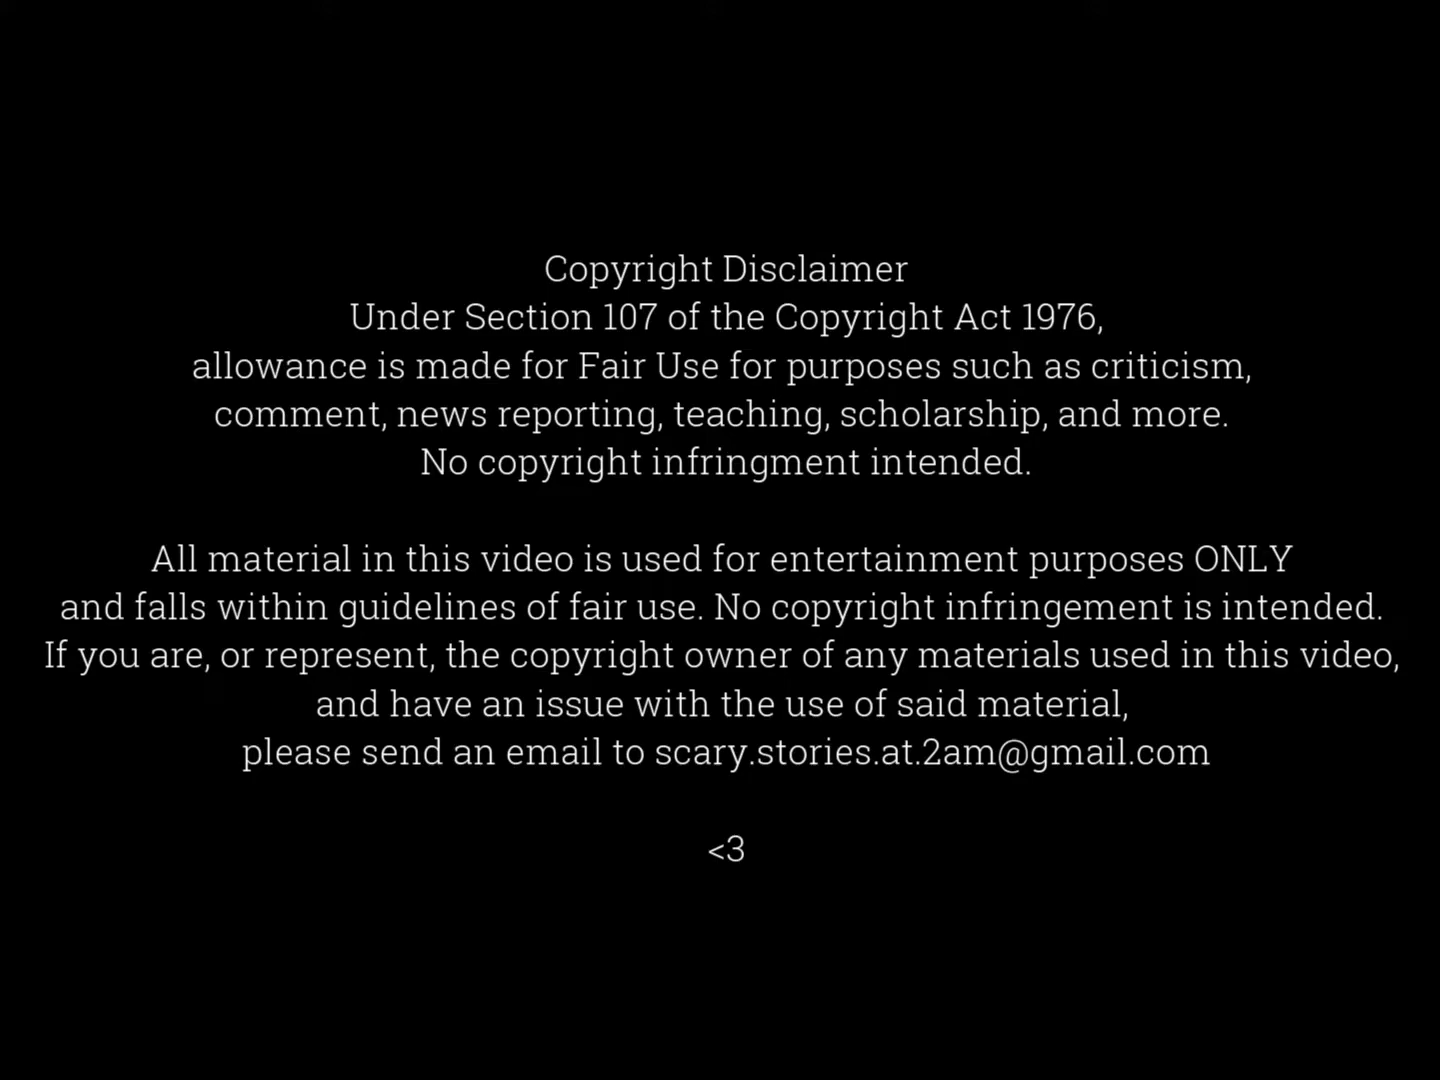 Copyright Disclaimer
Under Section 107 of the Copyright Act 1976,
allowance is made for Fair Use for purposes such as criticism,
comment, news reporting, teaching, scholarship, and more.
No copyright infringment intended.
All material in this video is used for entertainment purposes ONLY
and falls within guidelines of fair use. No copyright infringement is intended.
If you are, or represent, the copyright owner of any materials used in this video,
and have an issue with the use of said material,
please send an email to scary.stories.at.2am@gmail.com
<3